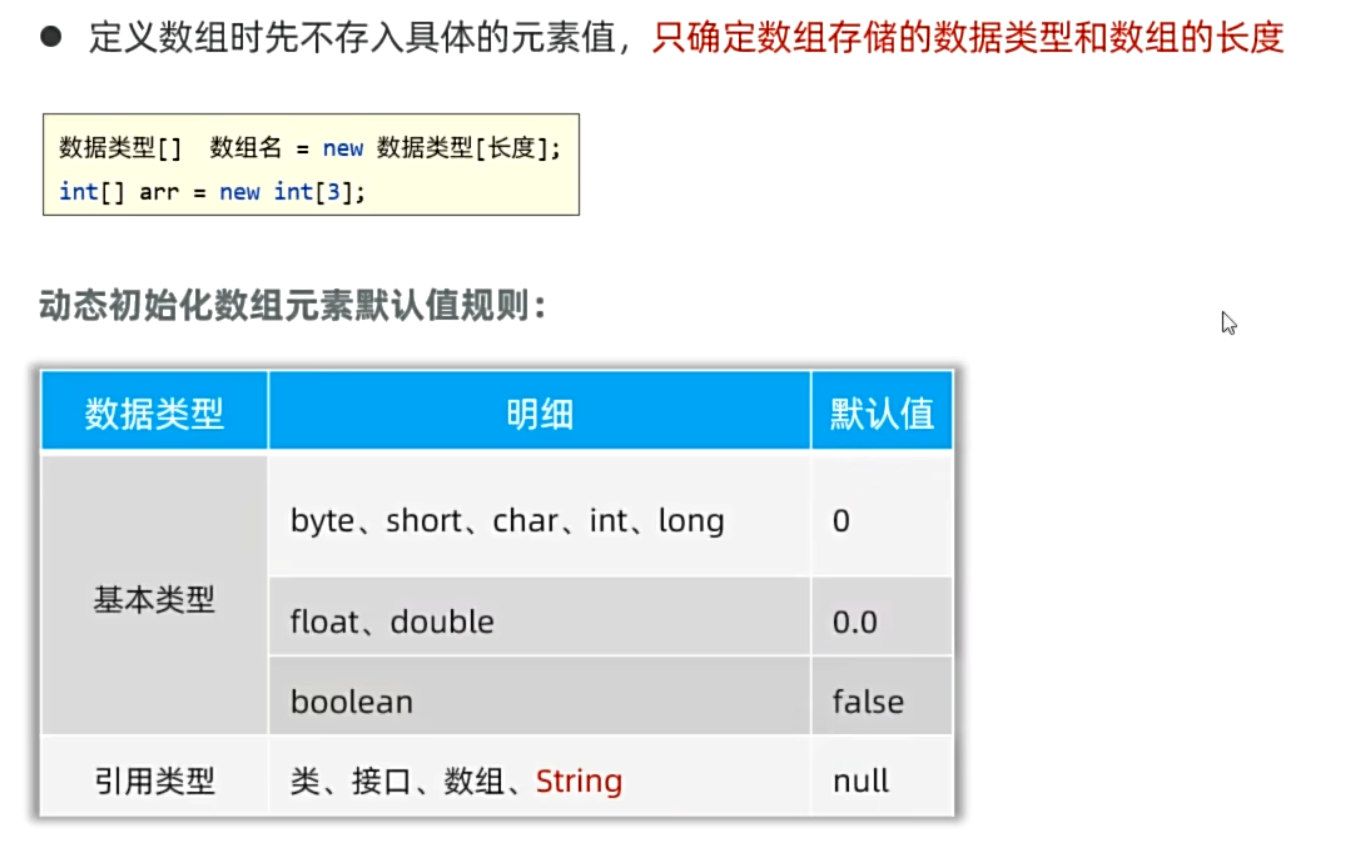 ● 定义数组时先不存入具体的元素值，只确定数组存储的数据类型和数组的长度
数据类型[] 数组名 = new 数据类型[长度];
int[] arr = new int[3];
动态初始化数组元素默认值规则：
数据类型 明细 默认值
基本类型
byte、short、char、int、long 0
float、double 0.0
boolean false
引用类型 类、接口、数组、String null